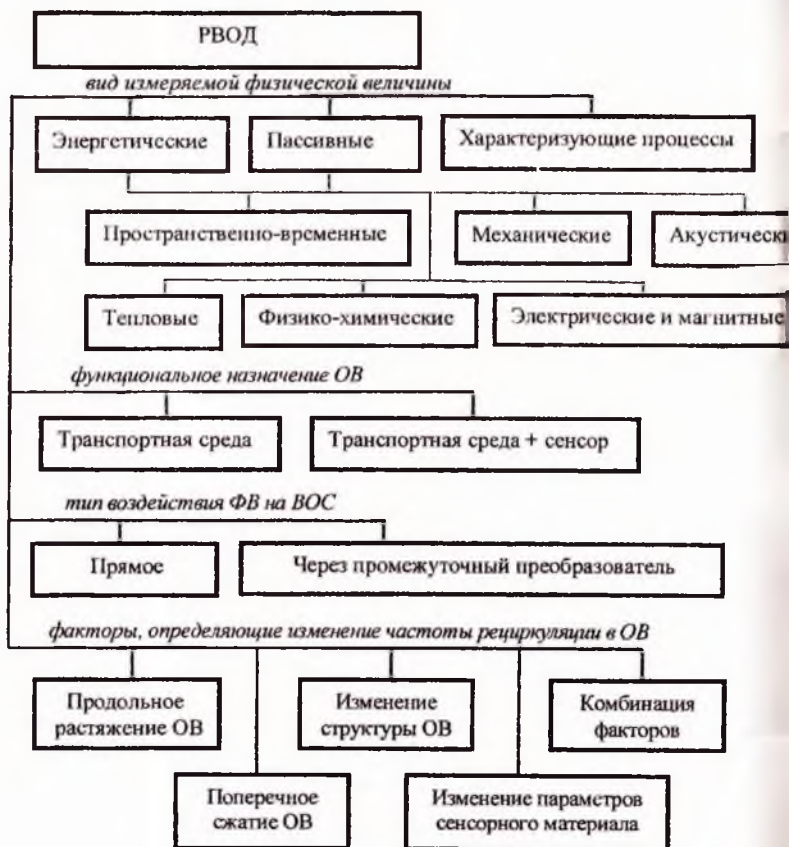 РВОД
вид измеряемой физической величины
Энергетические Пассивные Характеризующие процессы
Пространственно-временные Механические Акустически
Тепловые Физико-химические Электрические и магнитные
функциональное назначение ОВ
Транспортная среда Транспортная среда + сенсор
тип воздействия ФВ на ВОС
Прямое Через промежуточный преобразователь
факторы, определяющие изменение частоты рециркуляции в ОВ
Продольное
растяжение ОВ
Изменение
структуры ОВ
Комбинация
факторов
Поперечное
сжатие ОВ
Изменение параметров
сенсорного материала